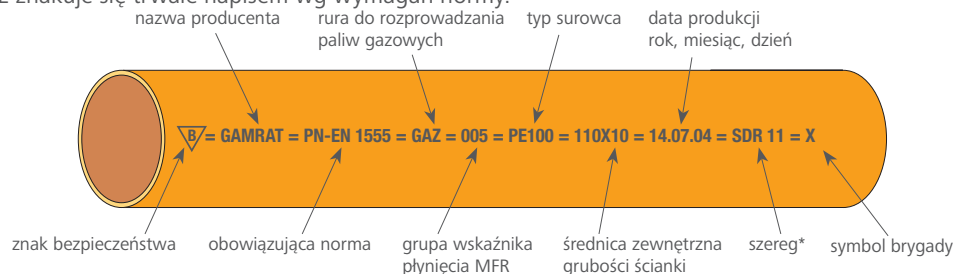 z znakuje się trwale napisem wg wymagań normy.
nazwa producenta
rura do rozprowadzania
paliw gazowych
typ surowca
data produkcji
rok, miesiąc, dzień
B = GAMRAT = PN-EN 1555 = GAZ = 005 = PE100 = 110X10 = 14.07.04 = SDR 11 = X
znak bezpieczeństwa
obowiązująca norma
grupa wskaźnika
płynięcia MFR
średnica zewnętrzna
grubości ścianki
szereg*
symbol brygady